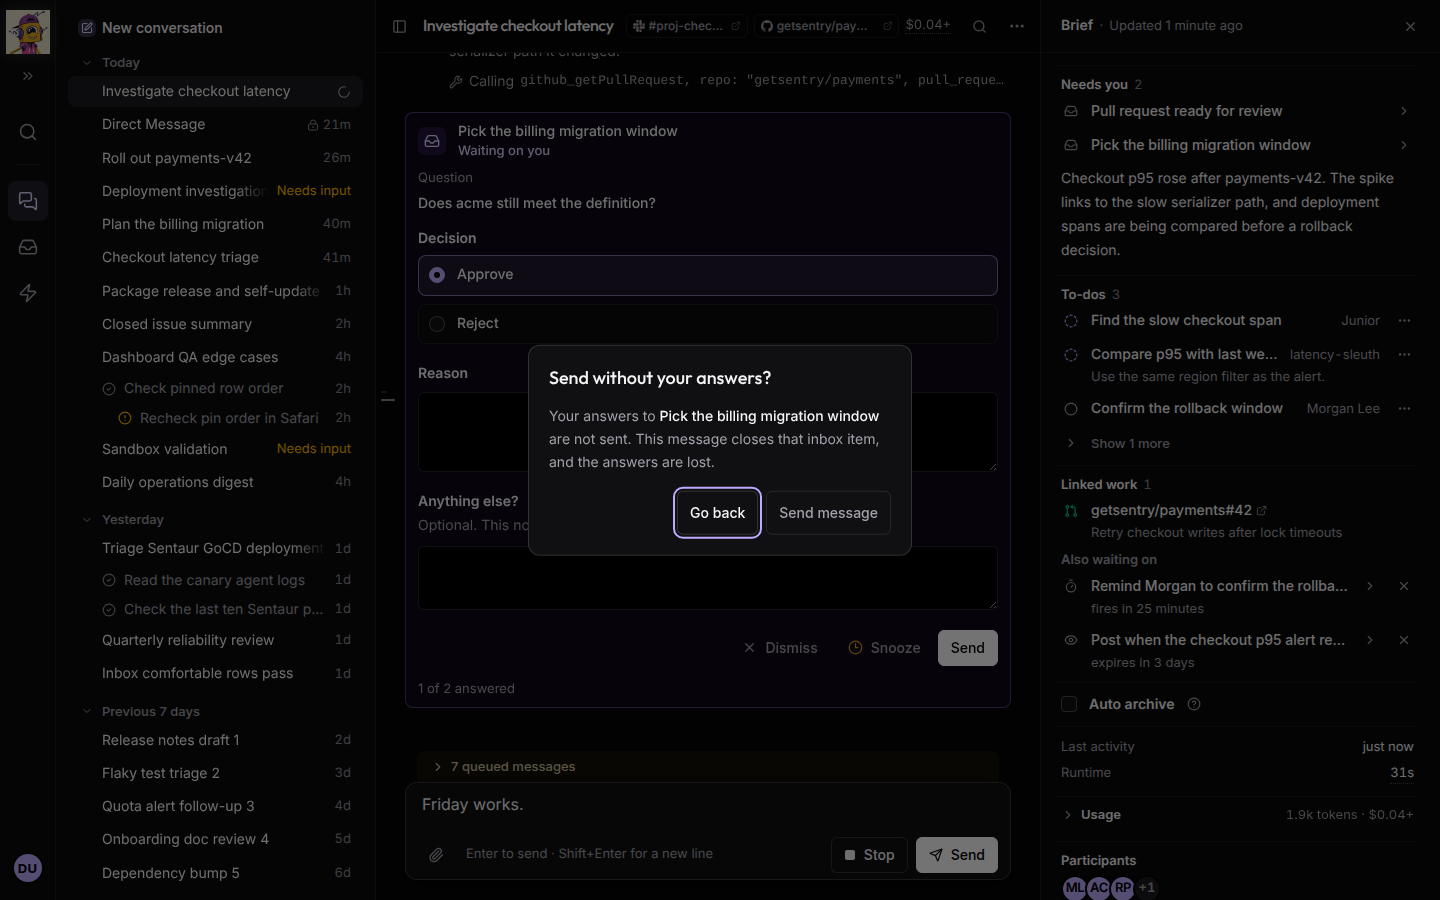 New conversation
Today
Investigate checkout latency
Direct Message 21m
Roll out payments-v42 26m
Deployment investigation Needs input
Plan the billing migration 40m
Checkout latency triage 41m
Package release and self-update 1h
Closed issue summary 2h
Dashboard QA edge cases 4h
Check pinned row order 2h
Recheck pin order in Safari 2h
Sandbox validation Needs input
Daily operations digest 4h
Yesterday
Triage Sentaur GoCD deployment 1d
Read the canary agent logs 1d
Check the last ten Sentaur p... 1d
Quarterly reliability review 1d
Inbox comfortable rows pass 1d
Previous 7 days
Release notes draft 1 2d
Flaky test triage 2 3d
Quota alert follow-up 3 4d
Onboarding doc review 4 5d
Dependency bump 5 6d
DU
Investigate checkout latency #proj-chec... getsentry/pay... $0.04+
serializer path it changed.
Calling github_getPullRequest, repo: "getsentry/payments", pull_reque…
Pick the billing migration window
Waiting on you
Question
Does acme still meet the definition?
Decision
Approve
Reject
Reason
Anything else?
Optional. This no
Send without your answers?
Your answers to Pick the billing migration window
are not sent. This message closes that inbox item,
and the answers are lost.
Go back Send message
Dismiss Snooze Send
1 of 2 answered
7 queued messages
Friday works.
Enter to send · Shift+Enter for a new line Stop Send
Brief · Updated 1 minute ago
Needs you 2
Pull request ready for review
Pick the billing migration window
Checkout p95 rose after payments-v42. The spike
links to the slow serializer path, and deployment
spans are being compared before a rollback
decision.
To-dos 3
Find the slow checkout span Junior
Compare p95 with last we... latency-sleuth
Use the same region filter as the alert.
Confirm the rollback window Morgan Lee
Show 1 more
Linked work 1
getsentry/payments#42
Retry checkout writes after lock timeouts
Also waiting on
Remind Morgan to confirm the rollba...
fires in 25 minutes
Post when the checkout p95 alert re...
expires in 3 days
Auto archive
Last activity just now
Runtime 31s
Usage 1.9k tokens · $0.04+
Participants
ML AC RP +1